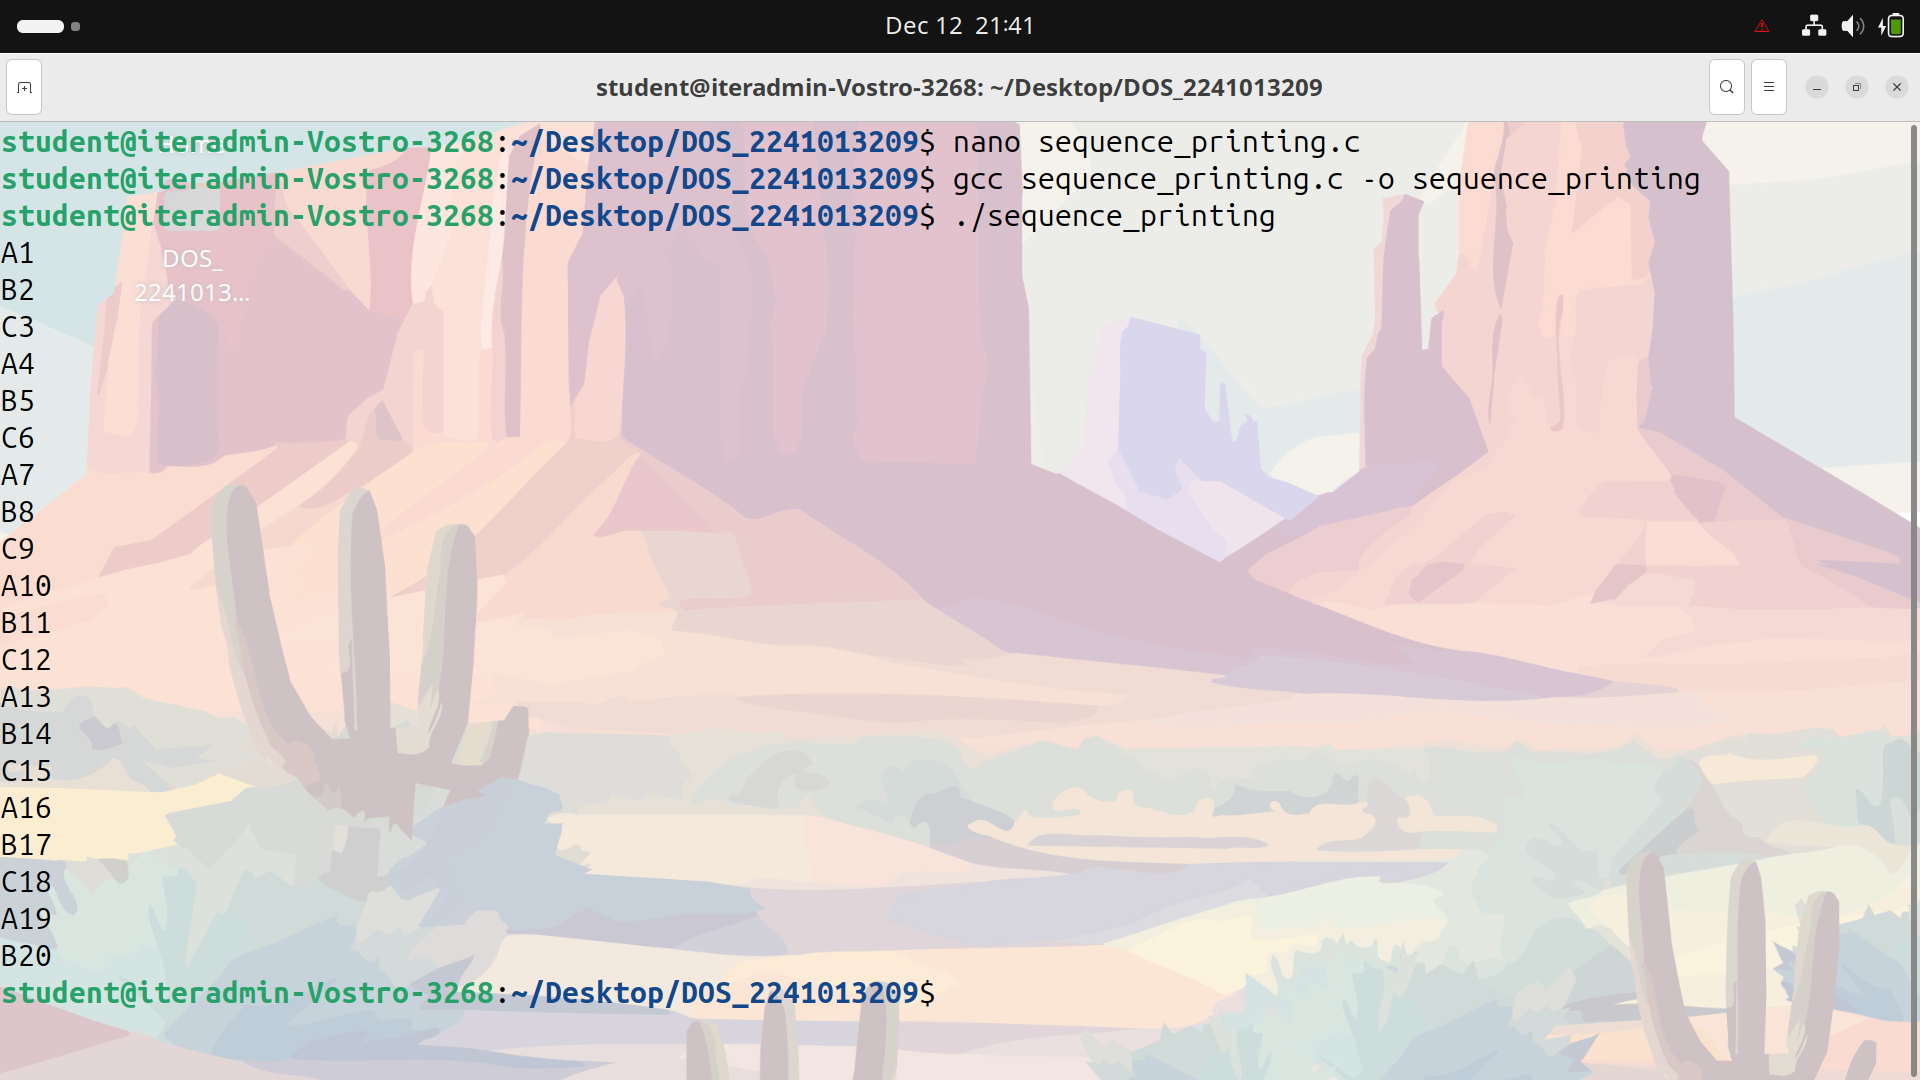 Dec 12 21:41
student@iteradmin-Vostro-3268: ~/Desktop/DOS_2241013209
student@iteradmin-Vostro-3268:~/Desktop/DOS_2241013209$ nano sequence_printing.c
student@iteradmin-Vostro-3268:~/Desktop/DOS_2241013209$ gcc sequence_printing.c -o sequence_printing
student@iteradmin-Vostro-3268:~/Desktop/DOS_2241013209$ ./sequence_printing
A1
B2
DOS_
2241013...
C3
A4
B5
C6
A7
B8
C9
A10
B11
C12
A13
B14
C15
A16
B17
C18
A19
B20
student@iteradmin-Vostro-3268:~/Desktop/DOS_2241013209$